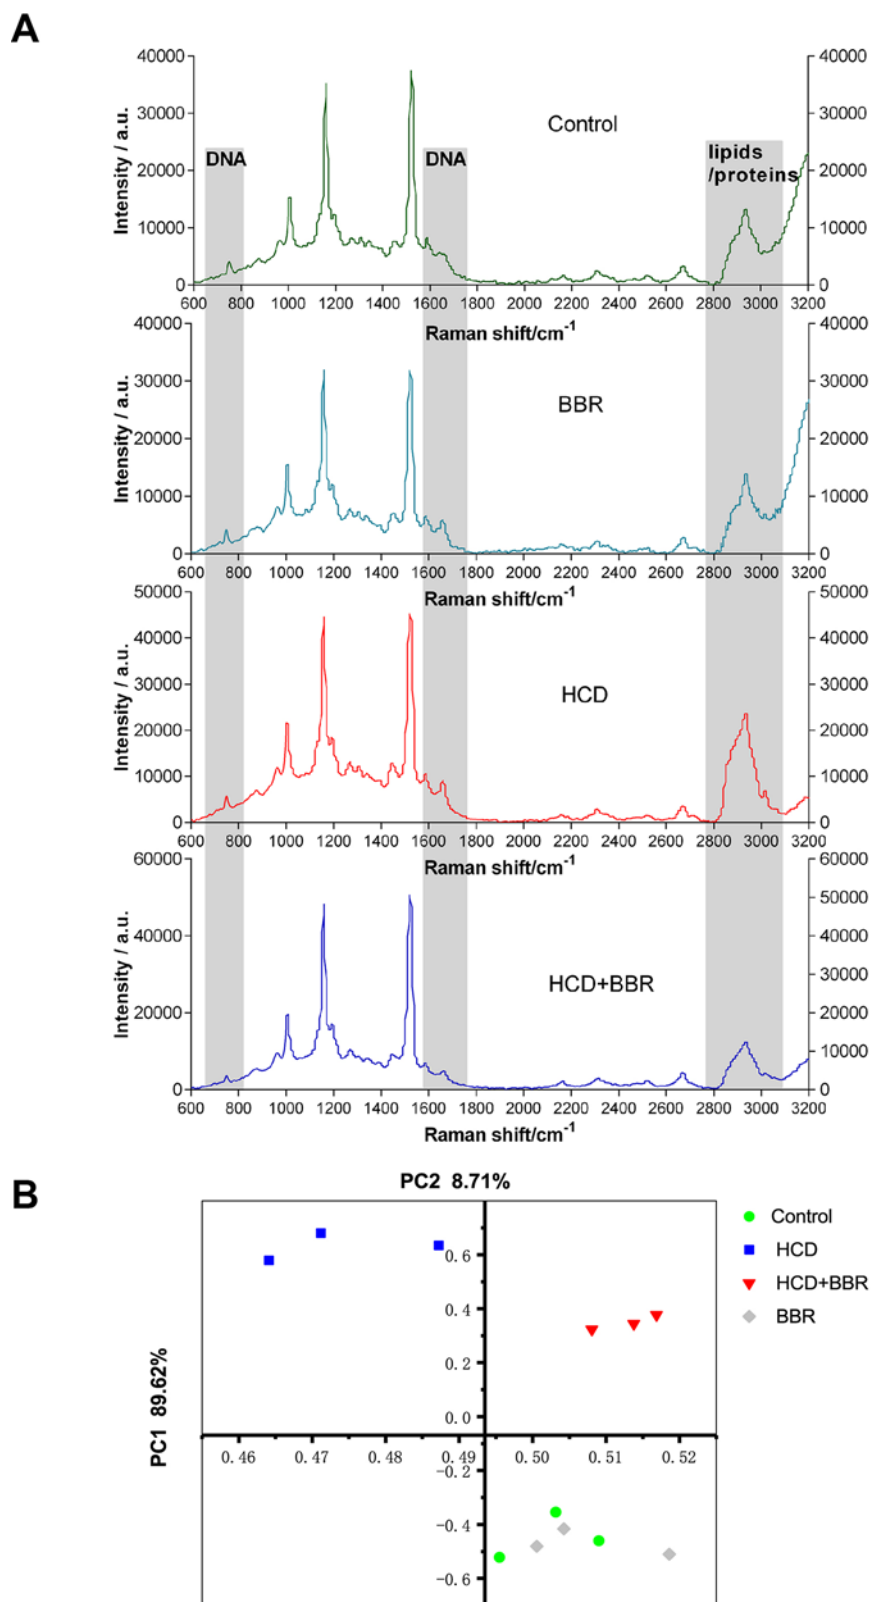 A
40000 40000
30000 30000
20000 20000
10000 10000
0 0
Intensity / a.u.
Control
DNA DNA lipids
/proteins
600 800 1000 1200 1400 1600 1800 2000 2200 2400 2600 2800 3000 3200
Raman shift/cm-1
40000 40000
30000 30000
20000 20000
10000 10000
0 0
Intensity / a.u.
BBR
600 800 1000 1200 1400 1600 1800 2000 2200 2400 2600 2800 3000 3200
Raman shift/cm-1
50000 50000
40000 40000
30000 30000
20000 20000
10000 10000
0 0
Intensity / a.u.
HCD
600 800 1000 1200 1400 1600 1800 2000 2200 2400 2600 2800 3000 3200
Raman shift/cm-1
60000 60000
50000
40000 40000
30000
20000 20000
10000
0 0
Intensity / a.u.
HCD+BBR
600 800 1000 1200 1400 1600 1800 2000 2200 2400 2600 2800 3000 3200
Raman shift/cm-1
B
PC2 8.71%
PC1 89.62%
0.6
0.4
0.2
0.0
0.46 0.47 0.48 0.49 0.50 0.51 0.52
-0.2
-0.4
-0.6
Control
HCD
HCD+BBR
BBR